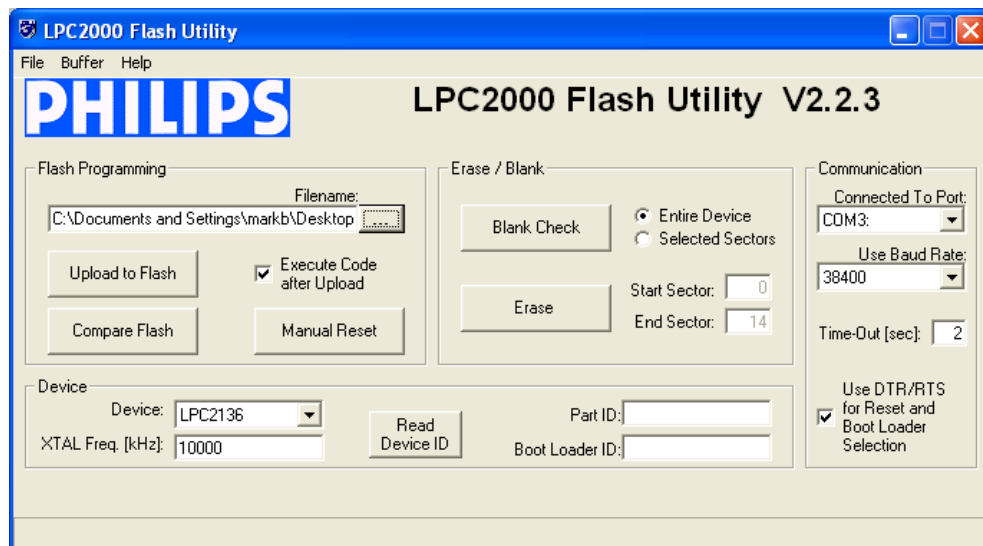 LPC2000 Flash Utility
File Buffer Help
PHILIPS
LPC2000 Flash Utility V2.2.3
Flash Programming
Filename:
C:\Documents and Settings\markb\Desktop
...
Upload to Flash
Execute Code
after Upload
Compare Flash
Manual Reset
Erase / Blank
Blank Check
Entire Device
Selected Sectors
Erase
Start Sector: 0
End Sector: 14
Communication
Connected To Port:
COM3:
Use Baud Rate:
38400
Time-Out [sec]: 2
Use DTR/RTS
for Reset and
Boot Loader
Selection
Device
Device: LPC2136
XTAL Freq. [kHz]: 10000
Read
Device ID
Part ID:
Boot Loader ID: